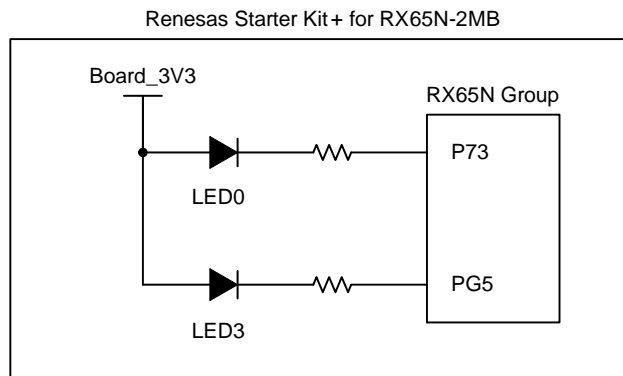 Renesas Starter Kit+ for RX65N-2MB
Board_3V3
RX65N Group
P73
LED0
PG5
LED3